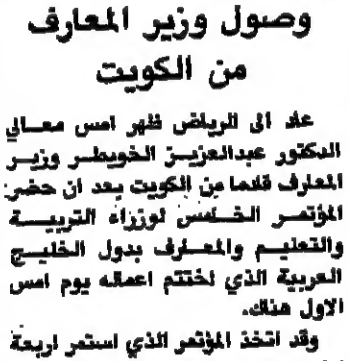 وصول وزير المعارف
من الكويت
عاد الى الرياض ظهر امس معالي
الدكتور عبدالعزيز الخويطر وزير
المعارف قادما من الكويت بعد ان حضر
المؤتمر الخامس لوزراء التربية
والتعليم والمعارف بدول الخليج
العربية الذي اختتم اعماله يوم امس
الاول هناك.
وقد اتخذ المؤتمر الذي استمر اربعة